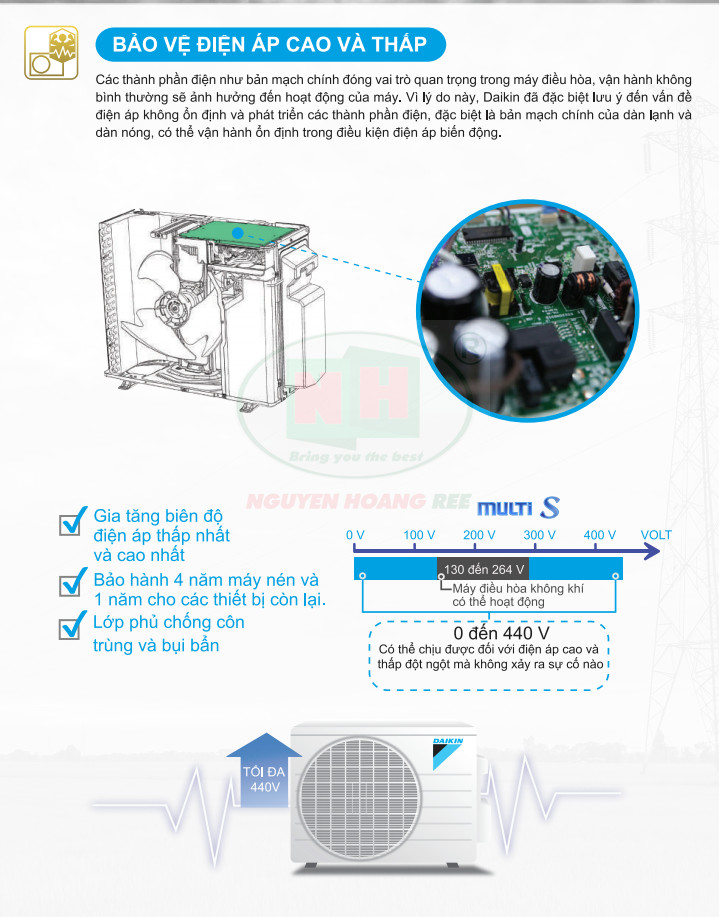 BẢO VỆ ĐIỆN ÁP CAO VÀ THẤP
Các thành phần điện như bản mạch chính đóng vai trò quan trọng trong máy điều hòa, vận hành không
bình thường sẽ ảnh hưởng đến hoạt động của máy. Vì lý do này, Daikin đã đặc biệt lưu ý đến vấn đề
điện áp không ổn định và phát triển các thành phần điện, đặc biệt là bản mạch chính của dàn lạnh và
dàn nóng, có thể vận hành ổn định trong điều kiện điện áp biến động.
NH
®
Bring you the best
NGUYEN HOANG REE
Gia tăng biên độ
điện áp thấp nhất
và cao nhất
Bảo hành 4 năm máy nén và
1 năm cho các thiết bị còn lại.
Lớp phủ chống côn
trùng và bụi bẩn
MULTI S
0 V 100 V 200 V 300 V 400 V VOLT
130 đến 264 V
Máy điều hòa không khí
có thể hoạt động
0 đến 440 V
Có thể chịu được đối với điện áp cao và
thấp đột ngột mà không xảy ra sự cố nào
DAIKIN
TỐI ĐA
440V